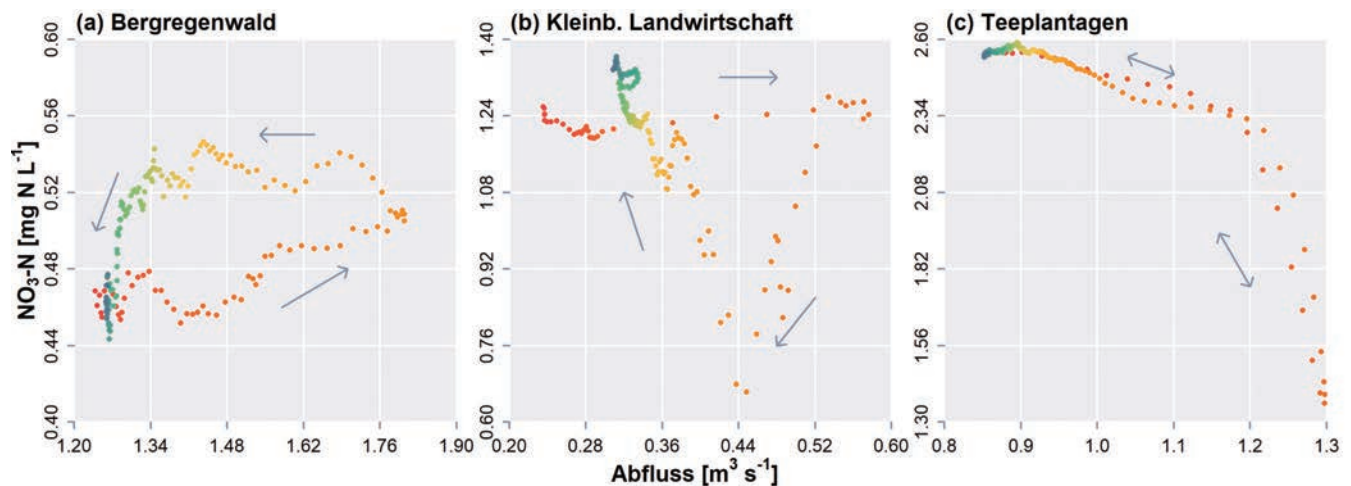 (a) Bergregenwald
(b) Kleinb. Landwirtschaft
(c) Teeplantagen
NO₃-N [mg N L⁻¹]
0.60
0.56
0.52
0.48
0.44
0.40
1.20 1.34 1.48 1.62 1.76 1.90
1.40
1.24
1.08
0.92
0.76
0.60
0.20 0.28 0.36 0.44 0.52 0.60
2.60
2.34
2.08
1.82
1.56
1.30
0.8 0.9 1.0 1.1 1.2 1.3
Abfluss [m³ s⁻¹]